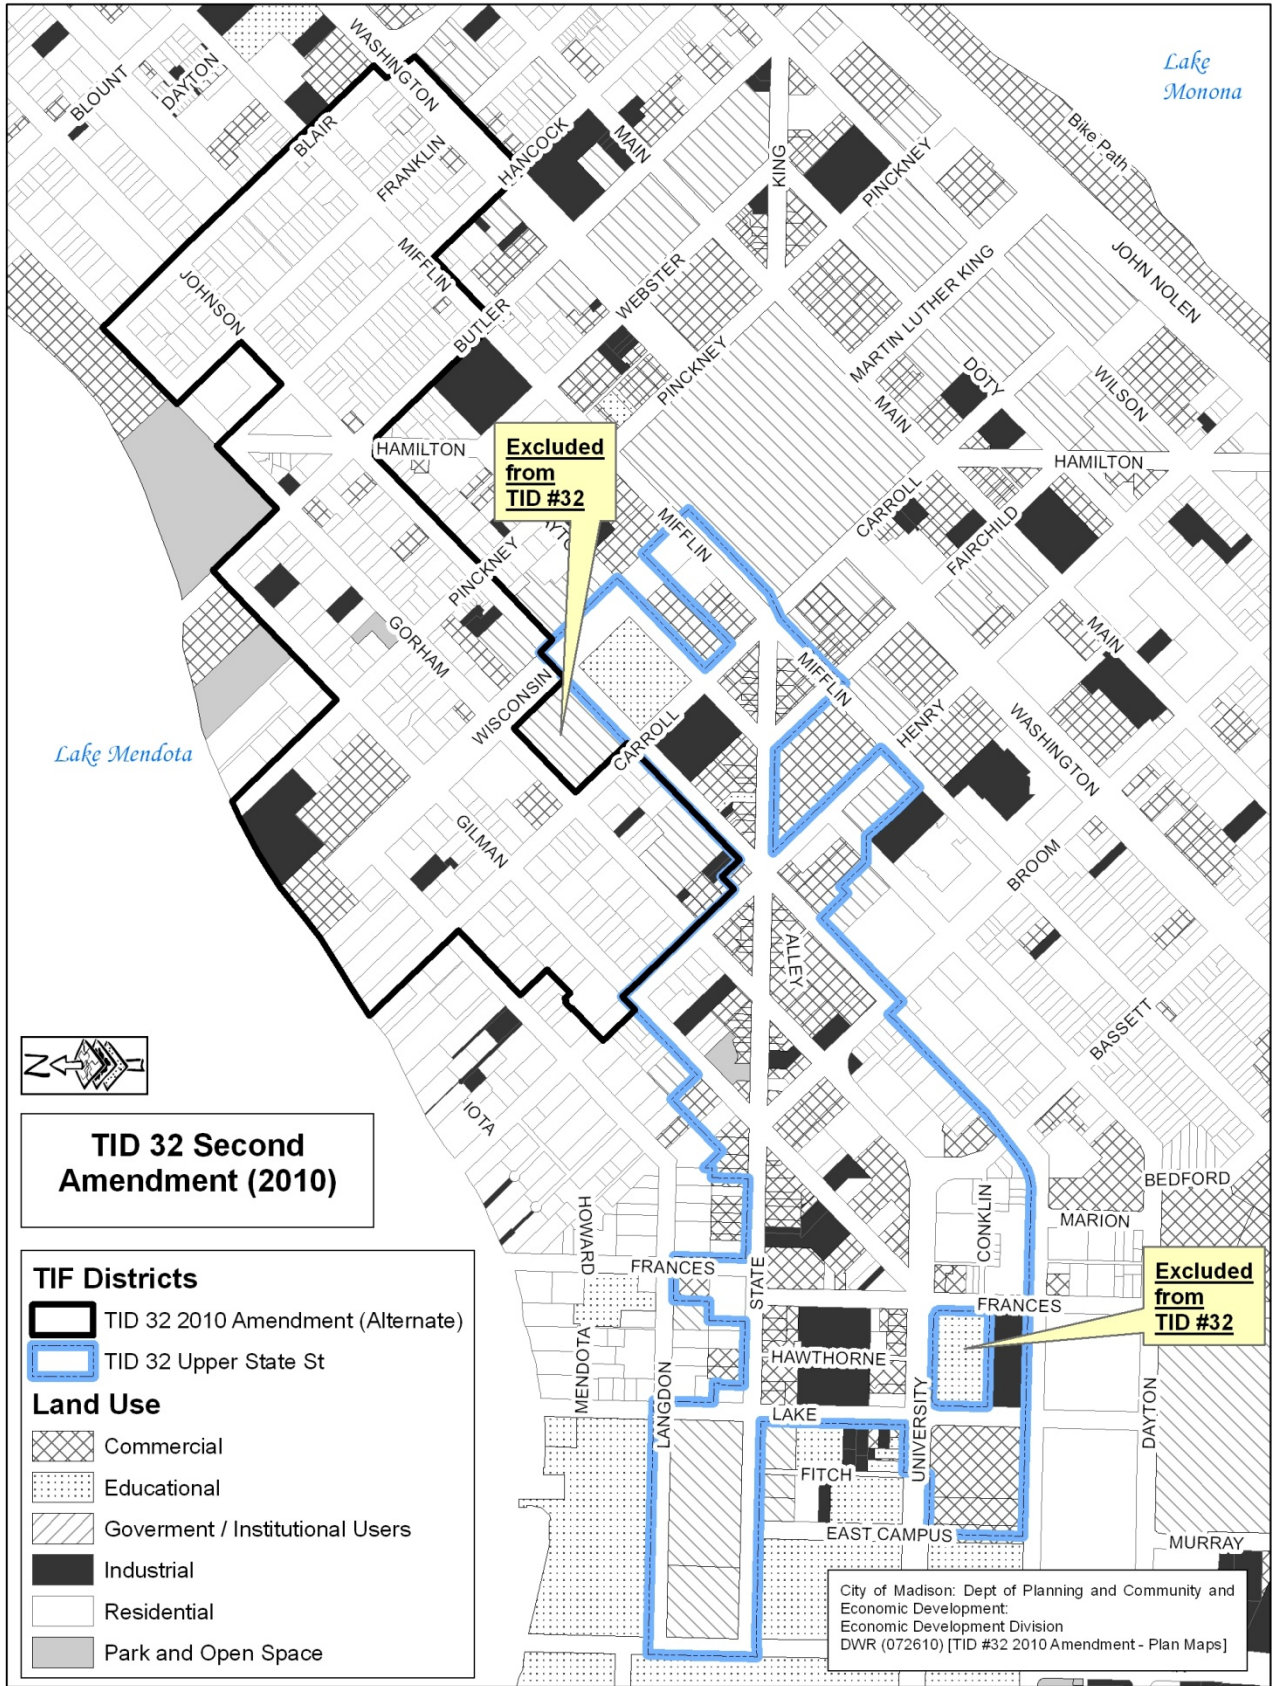 Lake
Monona
WASHINGTON
BLOUNT
DAYTON
BLAIR
FRANKLIN
HANCOCK
MAIN
KING
PINCKNEY
Bike Path
JOHNSON
MIFFLIN
BUTLER
WEBSTER
PINCKNEY
MARTIN LUTHER KING
JOHN NOLEN
MAIN
DOTY
WILSON
HAMILTON
HAMILTON
Excluded
from
TID #32
CARROLL
FAIRCHILD
MIFFLIN
PINCKNEY
GORHAM
WISCONSIN
CARROLL
MIFFLIN
HENRY
MAIN
WASHINGTON
Lake Mendota
GILMAN
BROOM
ALLEY
BASSETT
N
IOTA
TID 32 Second
Amendment (2010)
HOWARD
CONKLIN
BEDFORD
MARION
FRANCES
STATE
FRANCES
Excluded
from
TID #32
TIF Districts
TID 32 2010 Amendment (Alternate)
TID 32 Upper State St
Land Use
Commercial
Educational
Goverment / Institutional Users
Industrial
Residential
Park and Open Space
MENDOTA
LANGDON
HAWTHORNE
LAKE
UNIVERSITY
DAYTON
FITCH
EAST CAMPUS
MURRAY
City of Madison: Dept of Planning and Community and
Economic Development:
Economic Development Division
DWR (072610) [TID #32 2010 Amendment - Plan Maps]